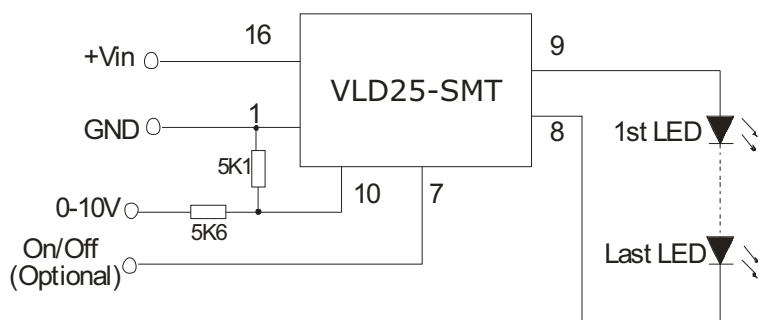 +Vin
16
VLD25-SMT
9
GND
1
8
1st LED
5K1
10
7
0-10V
5K6
On/Off
(Optional)
Last LED